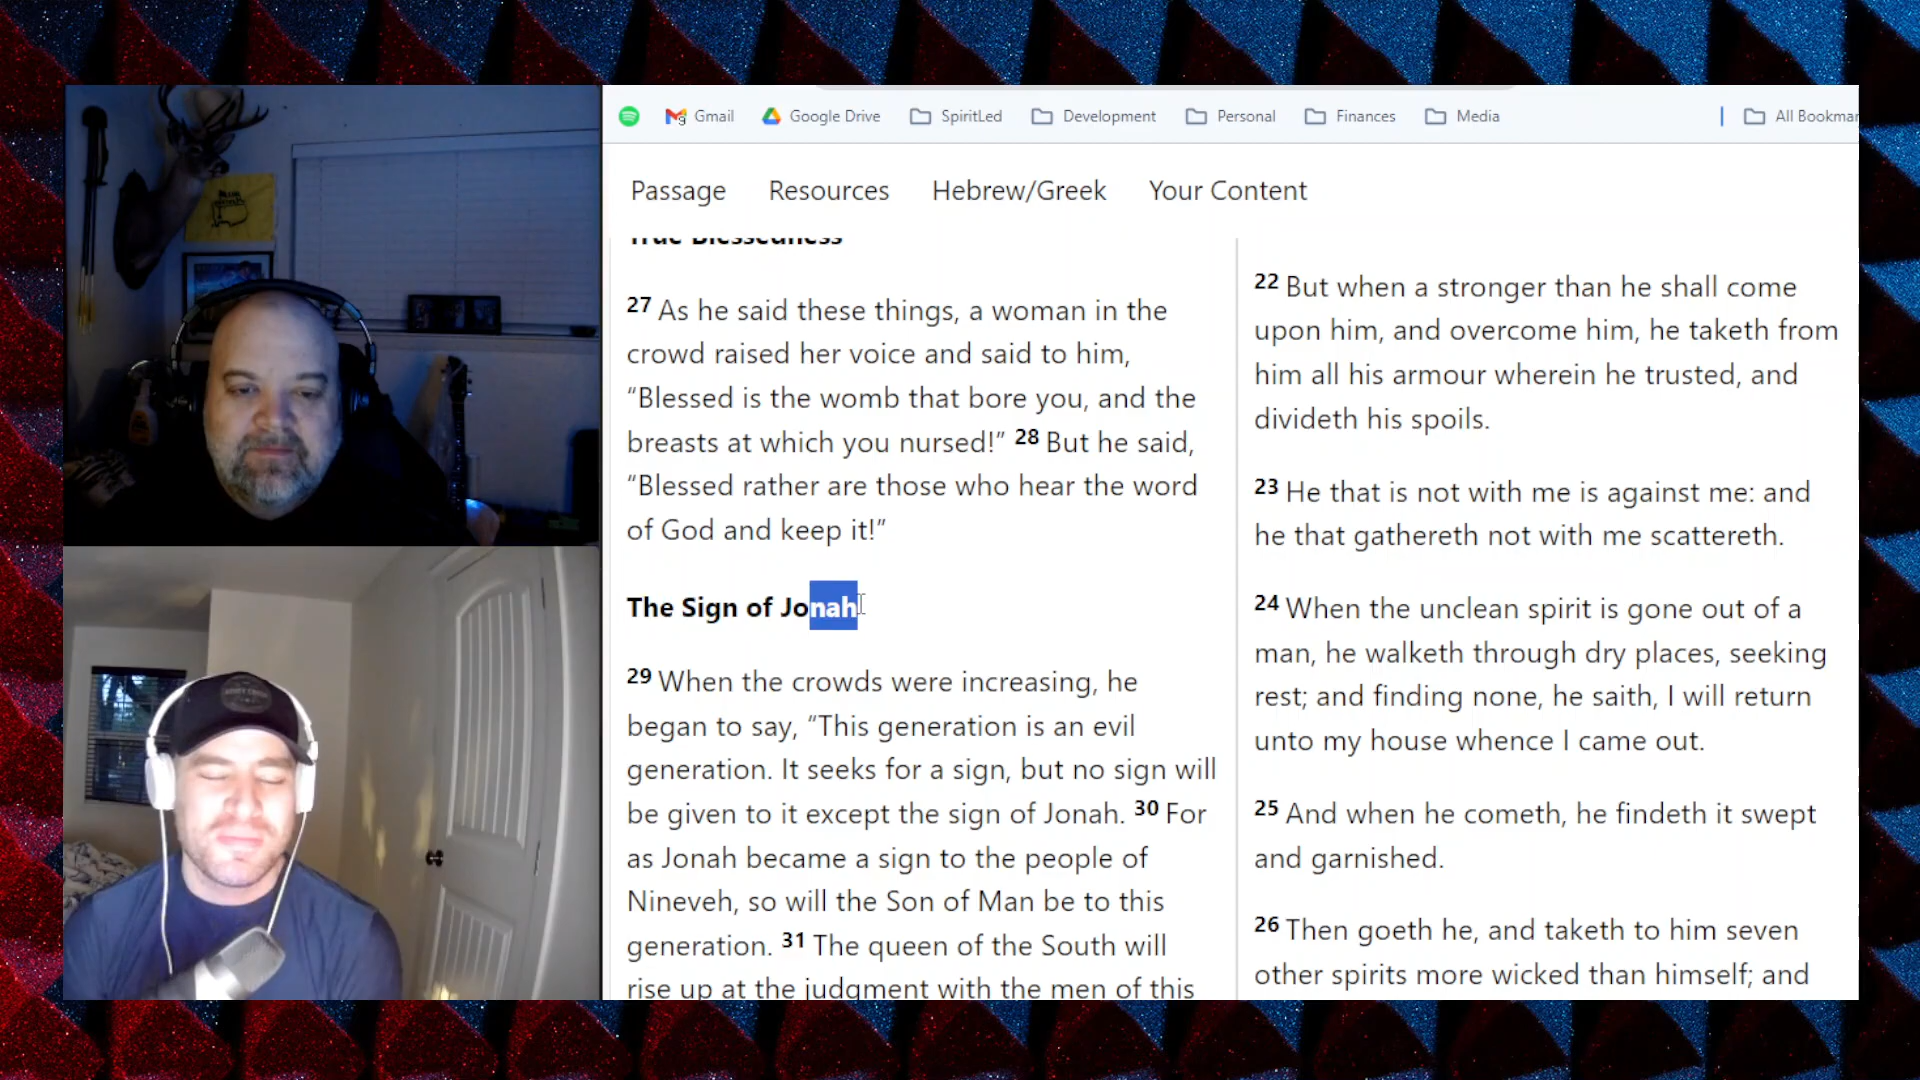 Gmail Google Drive SpiritLed Development Personal Finances Media
Passage Resources Hebrew/Greek Your Content
True Blessedness
27 As he said these things, a woman in the
crowd raised her voice and said to him,
“Blessed is the womb that bore you, and the
breasts at which you nursed!” 28 But he said,
“Blessed rather are those who hear the word
of God and keep it!”
The Sign of Jonah
29 When the crowds were increasing, he
began to say, “This generation is an evil
generation. It seeks for a sign, but no sign will
be given to it except the sign of Jonah. 30 For
as Jonah became a sign to the people of
Nineveh, so will the Son of Man be to this
generation. 31 The queen of the South will
rise up at the judgment with the men of this
All Bookmar
22 But when a stronger than he shall come
upon him, and overcome him, he taketh from
him all his armour wherein he trusted, and
divideth his spoils.
23 He that is not with me is against me: and
he that gathereth not with me scattereth.
24 When the unclean spirit is gone out of a
man, he walketh through dry places, seeking
rest; and finding none, he saith, I will return
unto my house whence I came out.
25 And when he cometh, he findeth it swept
and garnished.
26 Then goeth he, and taketh to him seven
other spirits more wicked than himself; and